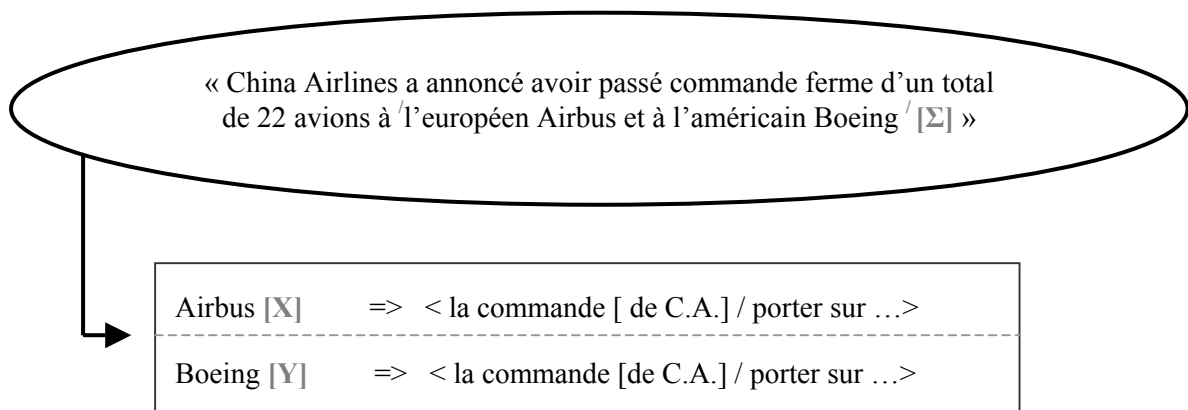 « China Airlines a annoncé avoir passé commande ferme d’un total
de 22 avions à /l’européen Airbus et à l’américain Boeing / [Σ] »
Airbus [X] => < la commande [ de C.A.] / porter sur …>
Boeing [Y] => < la commande [de C.A.] / porter sur …>